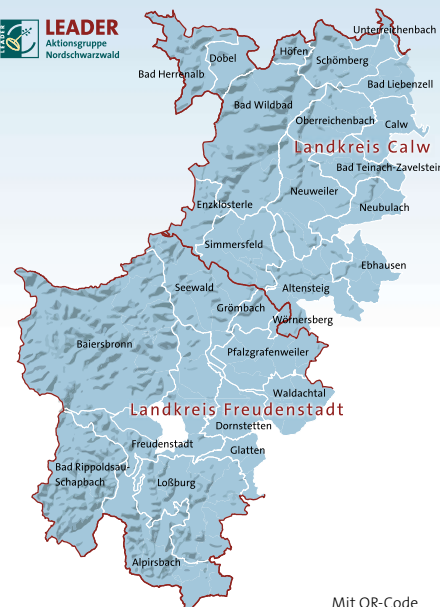 LEADER
LEADER
Aktionsgruppe
Nordschwarzwald
Unterreichenbach
Höfen
Dobel
Schömberg
Bad Herrenalb
Bad Liebenzell
Bad Wildbad
Oberreichenbach
Calw
Landkreis Calw
Bad Teinach-Zavelstein
Neuweiler
Enzklösterle
Neubulach
Simmersfeld
Ebhausen
Seewald
Altensteig
Grömbach
Wörnersberg
Baiersbronn
Pfalzgrafenweiler
Waldachtal
Landkreis Freudenstadt
Dornstetten
Freudenstadt
Glatten
Bad Rippoldsau-
Schapbach
Loßburg
Alpirsbach
Mit QR-Code